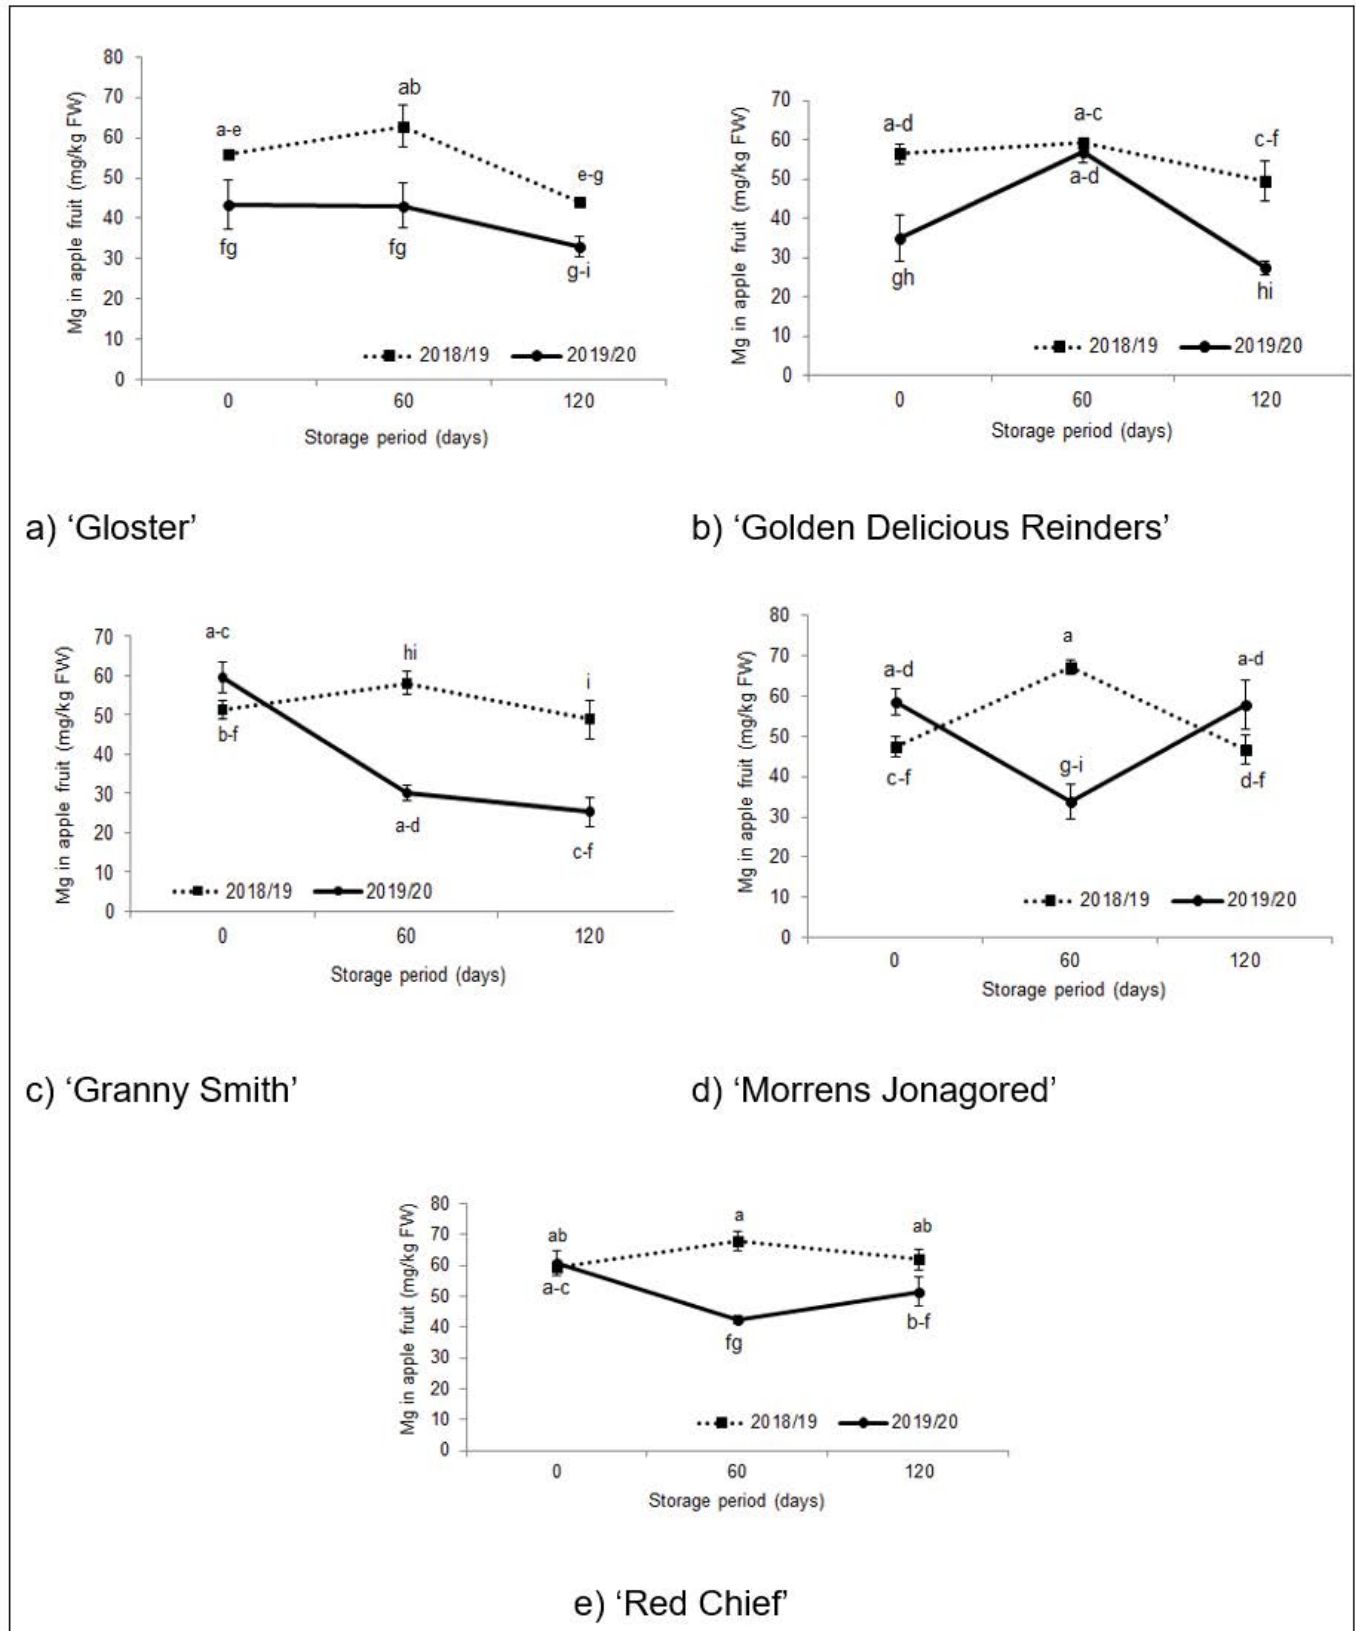 80
70
60
50
40
30
20
10
0
Mg in apple fruit (mg/kg FW)
a-e
ab
e-g
fg
fg
g-i
2018/19
2019/20
0
60
120
Storage period (days)
a) ‘Gloster’
70
60
50
40
30
20
10
0
Mg in apple fruit (mg/kg FW)
a-d
a-c
c-f
gh
a-d
hi
2018/19
2019/20
0
60
120
Storage period (days)
b) ‘Golden Delicious Reinders’
70
60
50
40
30
20
10
0
Mg in apple fruit (mg/kg FW)
a-c
hi
i
b-f
a-d
c-f
2018/19
2019/20
0
60
120
Storage period (days)
c) ‘Granny Smith’
80
70
60
50
40
30
20
10
0
Mg in apple fruit (mg/kg FW)
a-d
a
a-d
c-f
g-i
d-f
2018/19
2019/20
0
60
120
Storage period (days)
d) ‘Morrens Jonagored’
80
70
60
50
40
30
20
10
0
Mg in apple fruit (mg/kg FW)
ab
a
ab
a-c
fg
b-f
2018/19
2019/20
0
60
120
Storage period (days)
e) ‘Red Chief’